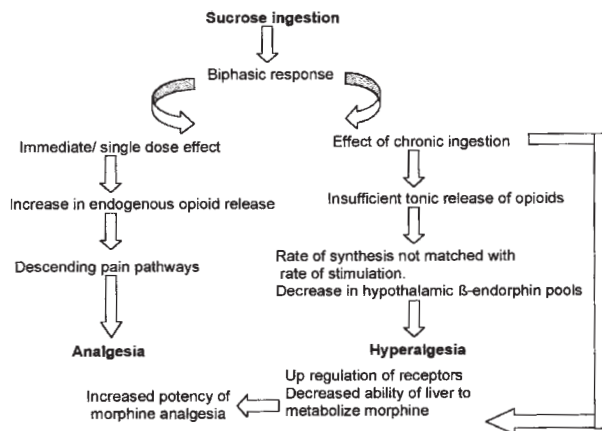 Sucrose ingestion
Biphasic response
Immediate/ single dose effect
Increase in endogenous opioid release
Descending pain pathways
Analgesia
Effect of chronic ingestion
Insufficient tonic release of opioids
Rate of synthesis not matched with
rate of stimulation.
Decrease in hypothalamic ß-endorphin pools
Hyperalgesia
Up regulation of receptors
Decreased ability of liver to
metabolize morphine
Increased potency of
morphine analgesia